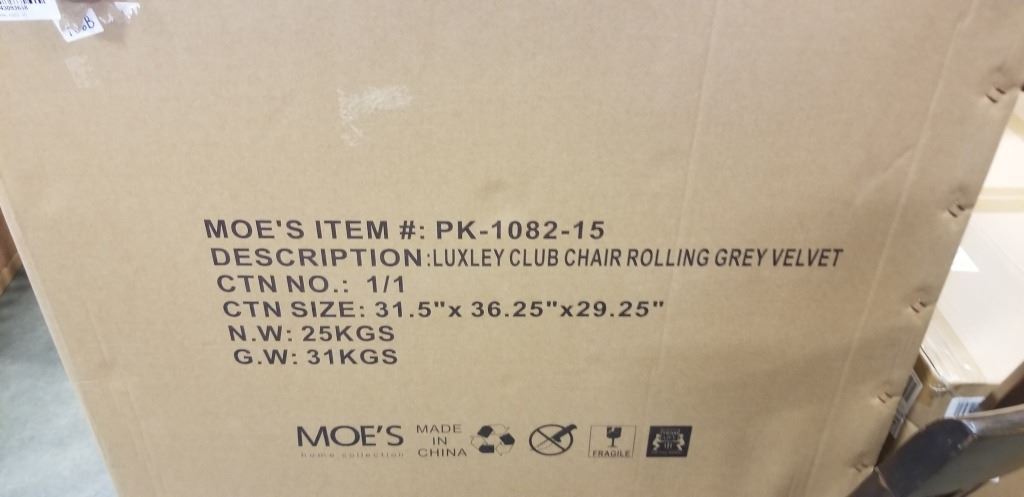 706B
MOE'S ITEM #: PK-1082-15
DESCRIPTION:LUXLEY CLUB CHAIR ROLLING GREY VELVET
CTN NO.: 1/1
CTN SIZE: 31.5"x 36.25"x29.25"
N.W: 25KGS
G.W: 31KGS
MOE'S
home collection
MADE
IN
CHINA
FRAGILE